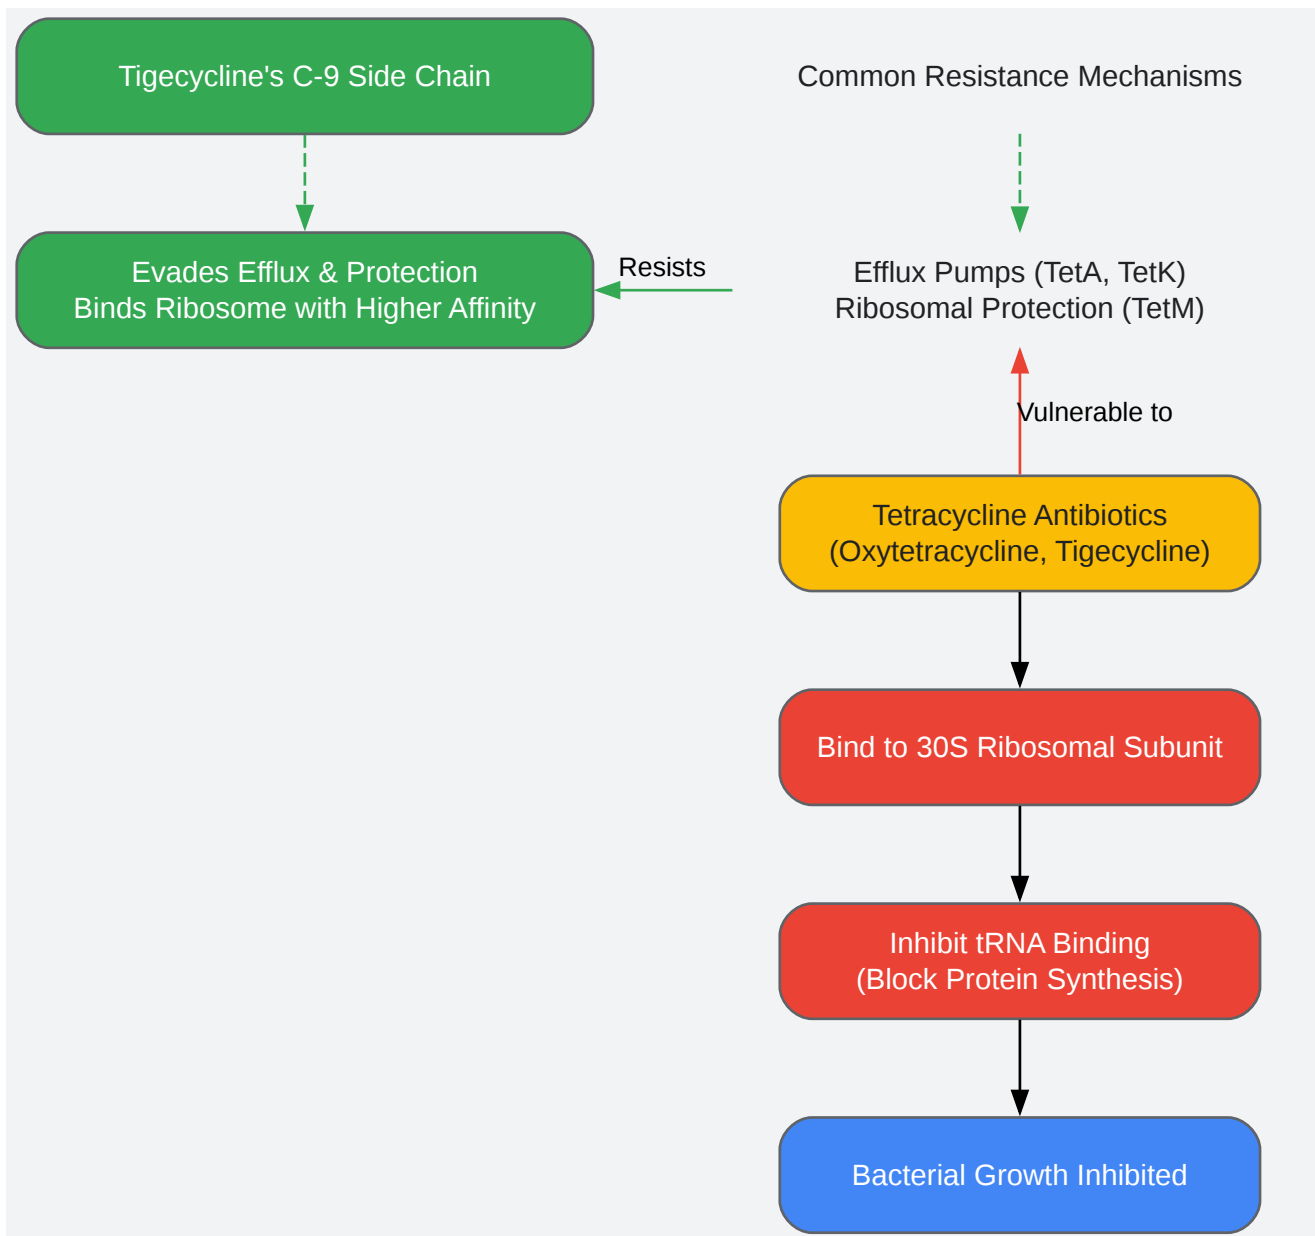 Tigecycline's C-9 Side Chain
Common Resistance Mechanisms
Evades Efflux & Protection
Binds Ribosome with Higher Affinity
Resists
Efflux Pumps (TetA, TetK)
Ribosomal Protection (TetM)
Vulnerable to
Tetracycline Antibiotics
(Oxytetracycline, Tigecycline)
Bind to 30S Ribosomal Subunit
Inhibit tRNA Binding
(Block Protein Synthesis)
Bacterial Growth Inhibited